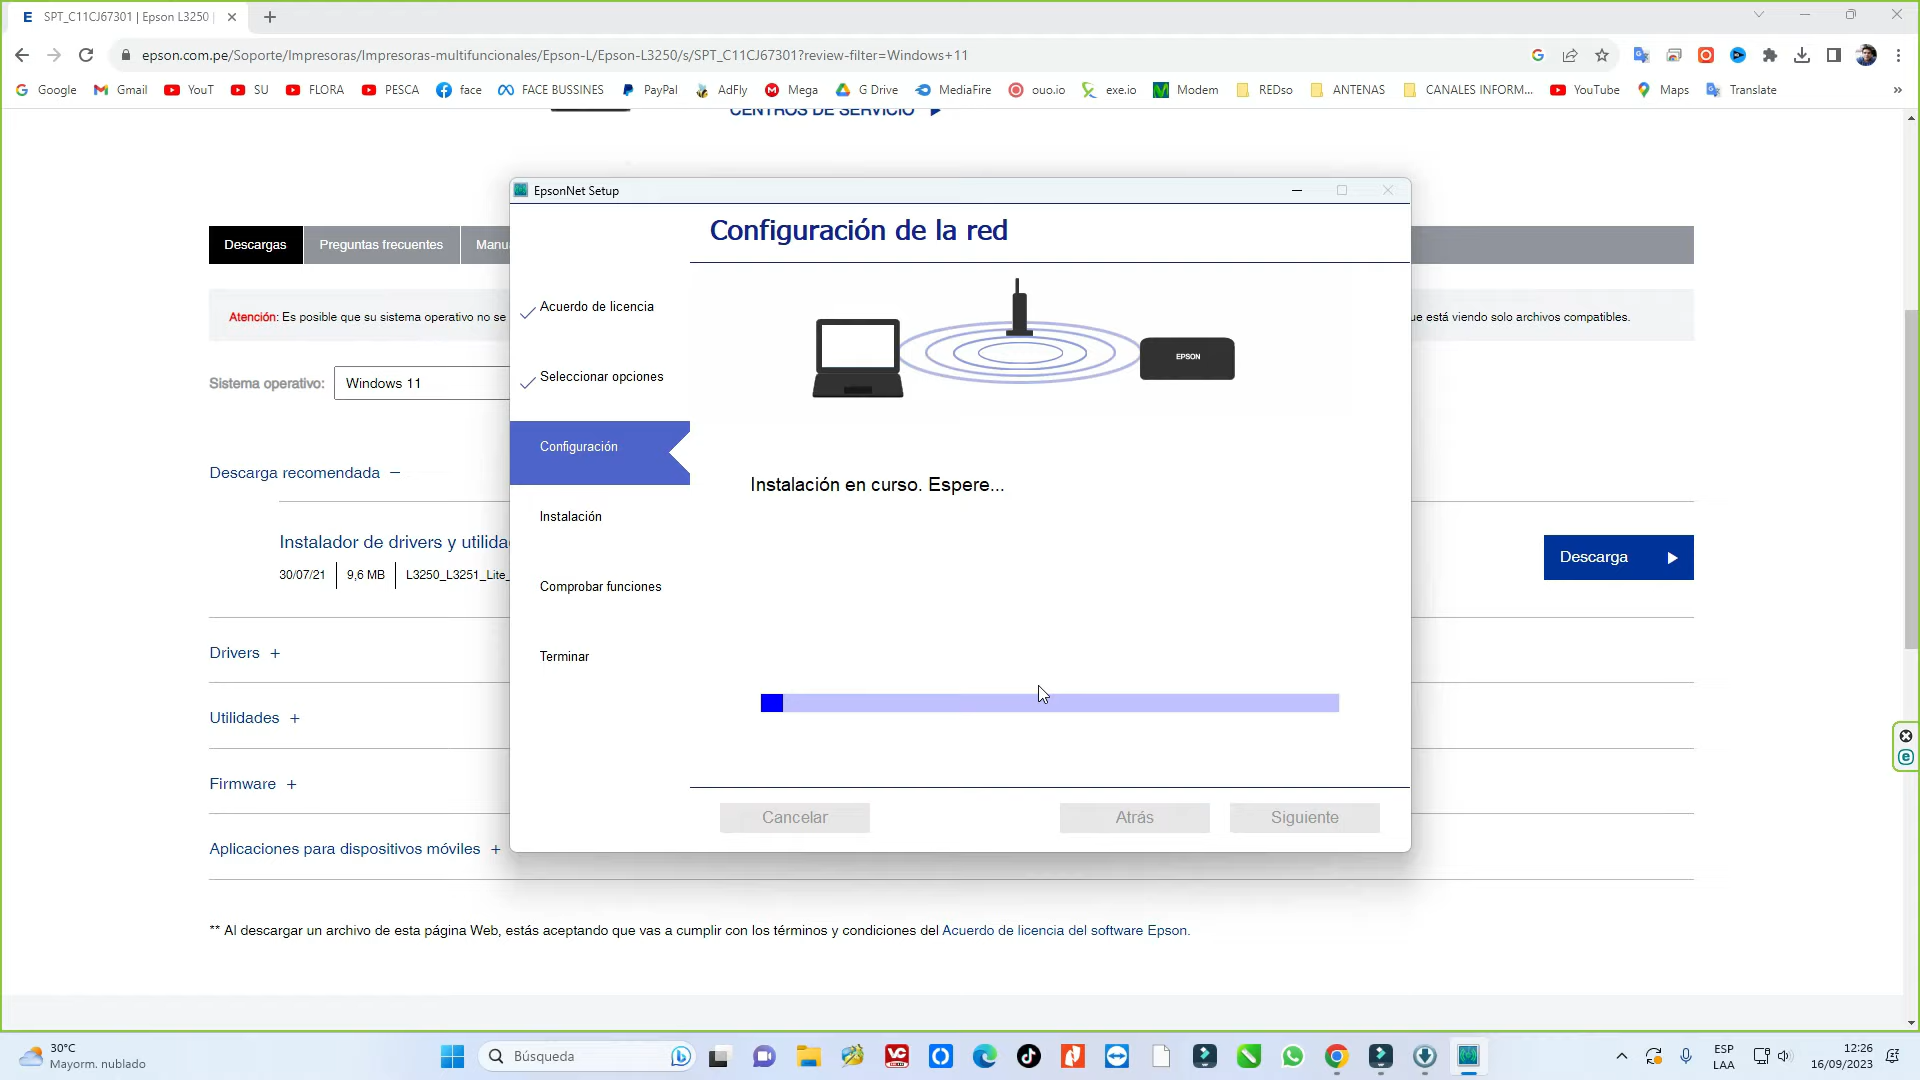 SPT_C11CJ67301 | Epson L3250 |
epson.com.pe/Soporte/Impresoras/Impresoras-multifuncionales/Epson-L/Epson-L3250/s/SPT_C11CJ67301?review-filter=Windows+11
Google Gmail YouT SU FLORA PESCA face FACE BUSSINES PayPal AdFly Mega G Drive MediaFire ouo.io exe.io Modem REDso ANTENAS CANALES INFORM... YouTube Maps Translate »
CENTROS DE SERVICIO
EpsonNet Setup
Configuración de la red
Descargas Preguntas frecuentes Manu
EPSON
Acuerdo de licencia
Atención: Es posible que su sistema operativo no se
ue está viendo solo archivos compatibles.
Seleccionar opciones
Sistema operativo: Windows 11
Configuración
Descarga recomendada −
Instalación en curso. Espere...
Instalación
Instalador de drivers y utilida
30/07/21 9,6 MB L3250_L3251_Lite_
Descarga
Comprobar funciones
Drivers +
Terminar
Utilidades +
Firmware +
Cancelar Atrás Siguiente
Aplicaciones para dispositivos móviles +
** Al descargar un archivo de esta página Web, estás aceptando que vas a cumplir con los términos y condiciones del Acuerdo de licencia del software Epson.
30°C
Mayorm. nublado
Búsqueda
ESP
LAA
12:26
16/09/2023